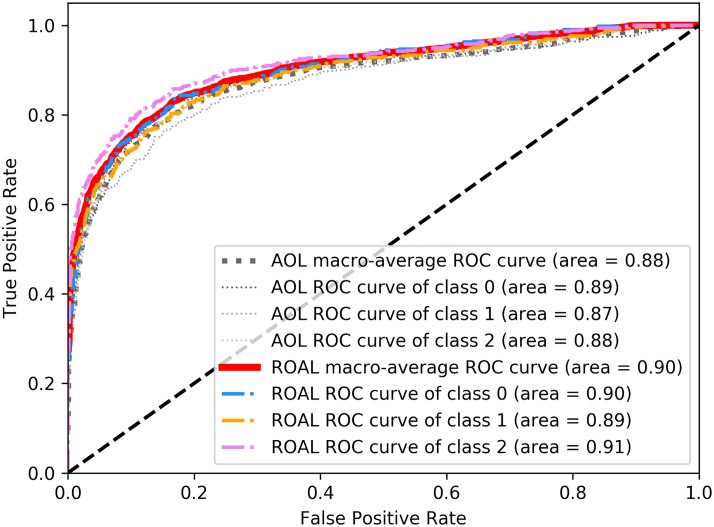 1.0
0.8
0.6
0.4
0.2
0.0
True Positive Rate
AOL macro-average ROC curve (area = 0.88)
AOL ROC curve of class 0 (area = 0.89)
AOL ROC curve of class 1 (area = 0.87)
AOL ROC curve of class 2 (area = 0.88)
ROAL macro-average ROC curve (area = 0.90)
ROAL ROC curve of class 0 (area = 0.90)
ROAL ROC curve of class 1 (area = 0.89)
ROAL ROC curve of class 2 (area = 0.91)
0.0 0.2 0.4 0.6 0.8 1.0
False Positive Rate